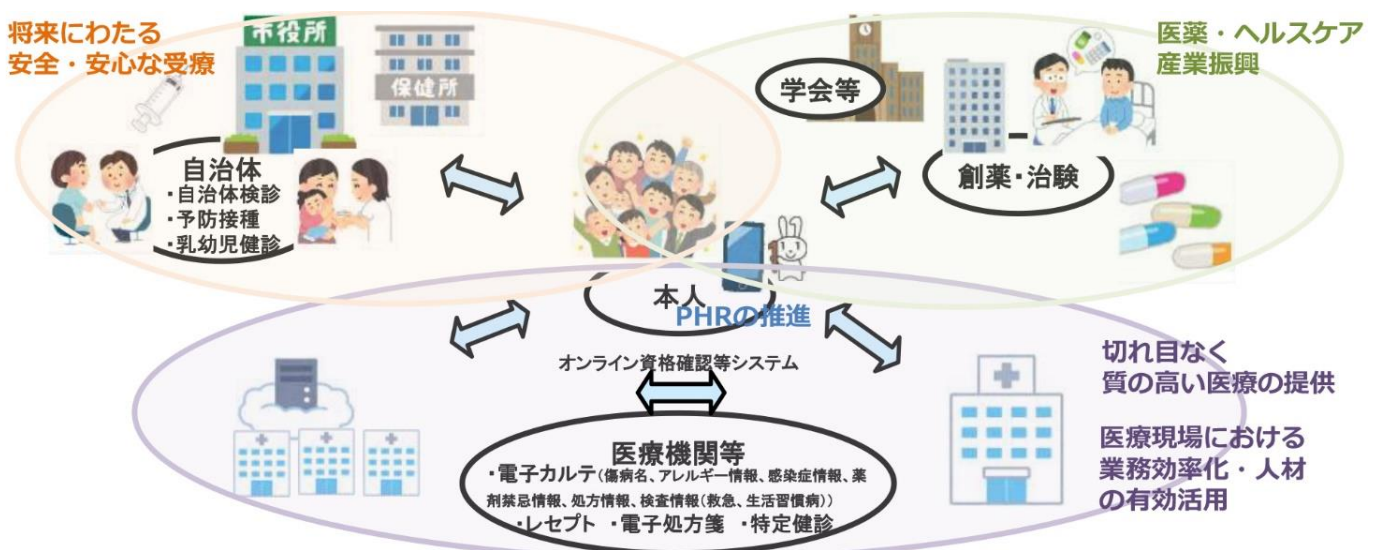 将来にわたる
安全・安心な受療
市役所
保健所
自治体
・自治体検診
・予防接種
・乳幼児健診
学会等
創薬・治験
医薬・ヘルスケア
産業振興
本人
PHRの推進
オンライン資格確認等システム
医療機関等
・電子カルテ(傷病名、アレルギー情報、感染症情報、薬
剤禁忌情報、処方情報、検査情報(救急、生活習慣病))
・レセプト ・電子処方箋 ・特定健診
切れ目なく
質の高い医療の提供
医療現場における
業務効率化・人材
の有効活用